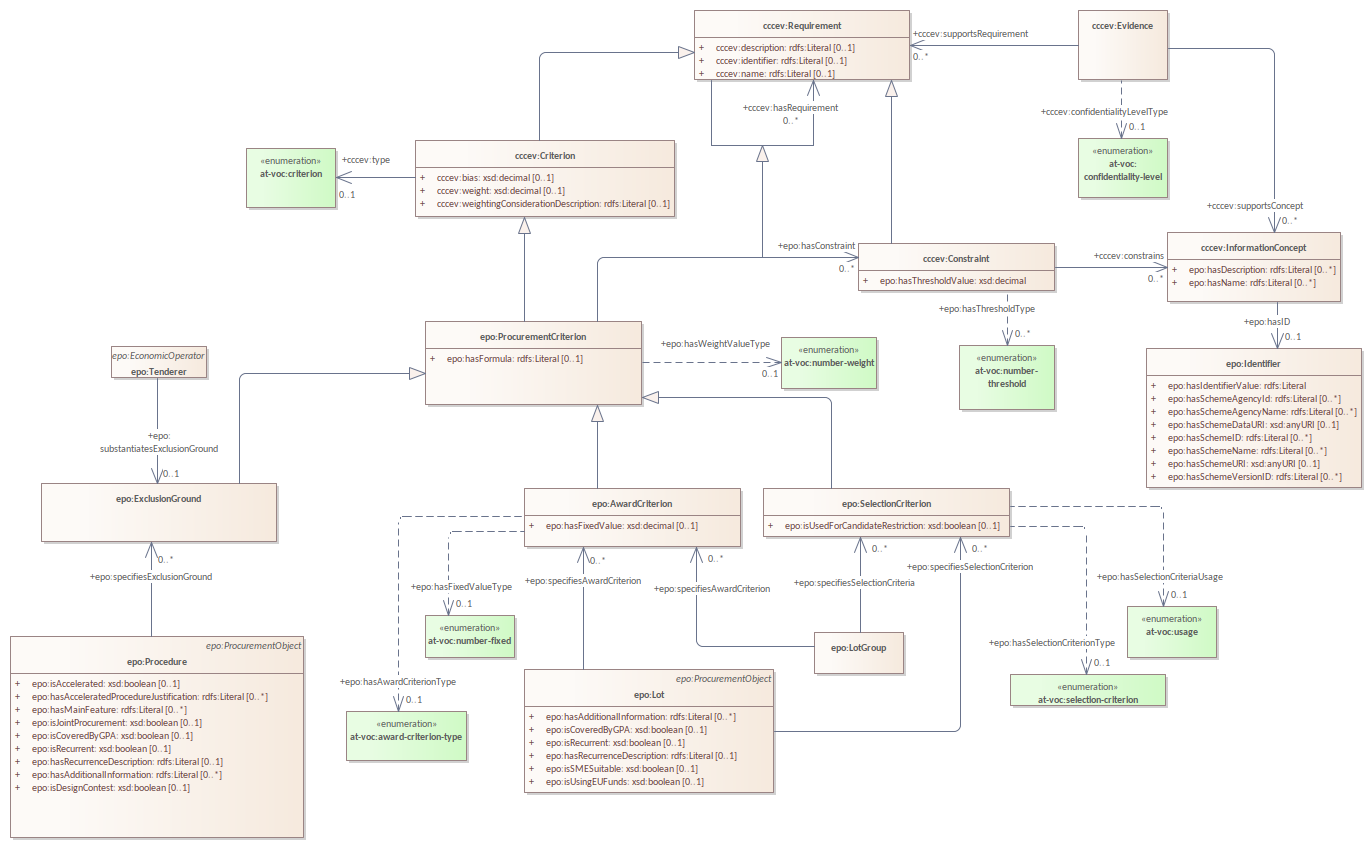 cccev:Requirement
+ cccev:description: rdfs:Literal [0..1]
+ cccev:identifier: rdfs:Literal [0..1]
+ cccev:name: rdfs:Literal [0..1]
+cccev:supportsRequirement
0..*
cccev:Evidence
+cccev:hasRequirement
0..*
+cccev:confidentialityLevelType
0..1
«enumeration»
at-voc:
confidentiality-level
«enumeration»
at-voc:criterion
+cccev:type
0..1
cccev:Criterion
+ cccev:bias: xsd:decimal [0..1]
+ cccev:weight: xsd:decimal [0..1]
+ cccev:weightingConsiderationDescription: rdfs:Literal [0..1]
+cccev:supportsConcept
0..*
+epo:hasConstraint
0..*
cccev:Constraint
+ epo:hasThresholdValue: xsd:decimal
+cccev:constrains
0..*
cccev:InformationConcept
+ epo:hasDescription: rdfs:Literal [0..*]
+ epo:hasName: rdfs:Literal [0..*]
+epo:hasThresholdType
0..*
«enumeration»
at-voc:number-
threshold
+epo:hasID
0..1
epo:Identifier
+ epo:hasIdentifierValue: rdfs:Literal
+ epo:hasSchemeAgencyId: rdfs:Literal [0..*]
+ epo:hasSchemeAgencyName: rdfs:Literal [0..*]
+ epo:hasSchemeDataURI: xsd:anyURI [0..1]
+ epo:hasSchemeID: rdfs:Literal [0..*]
+ epo:hasSchemeName: rdfs:Literal [0..*]
+ epo:hasSchemeURI: xsd:anyURI [0..1]
+ epo:hasSchemeVersionID: rdfs:Literal [0..*]
epo:ProcurementCriterion
+ epo:hasFormula: rdfs:Literal [0..1]
+epo:hasWeightValueType
0..1
«enumeration»
at-voc:number-weight
epo:EconomicOperator
epo:Tenderer
+epo:
substantiatesExclusionGround
0..1
epo:ExclusionGround
0..*
+epo:specifiesExclusionGround
epo:ProcurementObject
epo:Procedure
+ epo:isAccelerated: xsd:boolean [0..1]
+ epo:hasAcceleratedProcedureJustification: rdfs:Literal [0..*]
+ epo:hasMainFeature: rdfs:Literal [0..*]
+ epo:isJointProcurement: xsd:boolean [0..1]
+ epo:isCoveredByGPA: xsd:boolean [0..1]
+ epo:isRecurrent: xsd:boolean [0..1]
+ epo:hasRecurrenceDescription: rdfs:Literal [0..1]
+ epo:hasAdditionalInformation: rdfs:Literal [0..*]
+ epo:isDesignContest: xsd:boolean [0..1]
epo:AwardCriterion
+ epo:hasFixedValue: xsd:decimal [0..1]
epo:SelectionCriterion
+ epo:isUsedForCandidateRestriction: xsd:boolean [0..1]
0..*
+epo:specifiesAwardCriterion
0..*
+epo:specifiesAwardCriterion
0..*
+epo:specifiesSelectionCriteria
0..*
+epo:specifiesSelectionCriterion
+epo:hasFixedValueType
0..1
«enumeration»
at-voc:number-fixed
+epo:hasAwardCriterionType
0..1
«enumeration»
at-voc:award-criterion-type
+epo:hasSelectionCriteriaUsage
0..1
«enumeration»
at-voc:usage
+epo:hasSelectionCriterionType
0..1
«enumeration»
at-voc:selection-criterion
epo:LotGroup
epo:ProcurementObject
epo:Lot
+ epo:hasAdditionalInformation: rdfs:Literal [0..*]
+ epo:isCoveredByGPA: xsd:boolean [0..1]
+ epo:isRecurrent: xsd:boolean [0..1]
+ epo:hasRecurrenceDescription: rdfs:Literal [0..1]
+ epo:isSMESuitable: xsd:boolean [0..1]
+ epo:isUsingEUFunds: xsd:boolean [0..1]